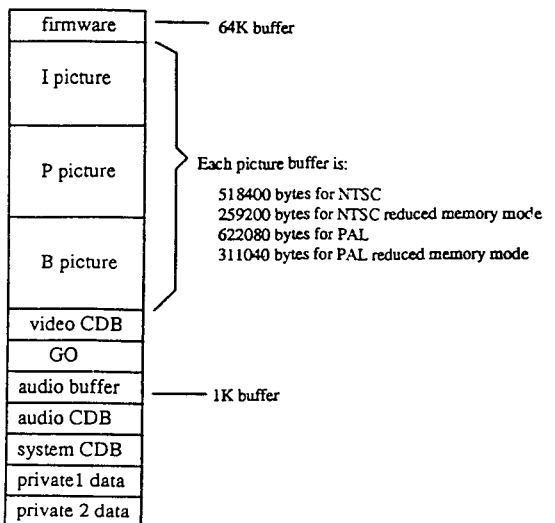 firmware
64K buffer
I picture
P picture
Each picture buffer is:
518400 bytes for NTSC
259200 bytes for NTSC reduced memory mode
622080 bytes for PAL
311040 bytes for PAL reduced memory mode
B picture
video CDB
GO
audio buffer
1K buffer
audio CDB
system CDB
private1 data
private 2 data